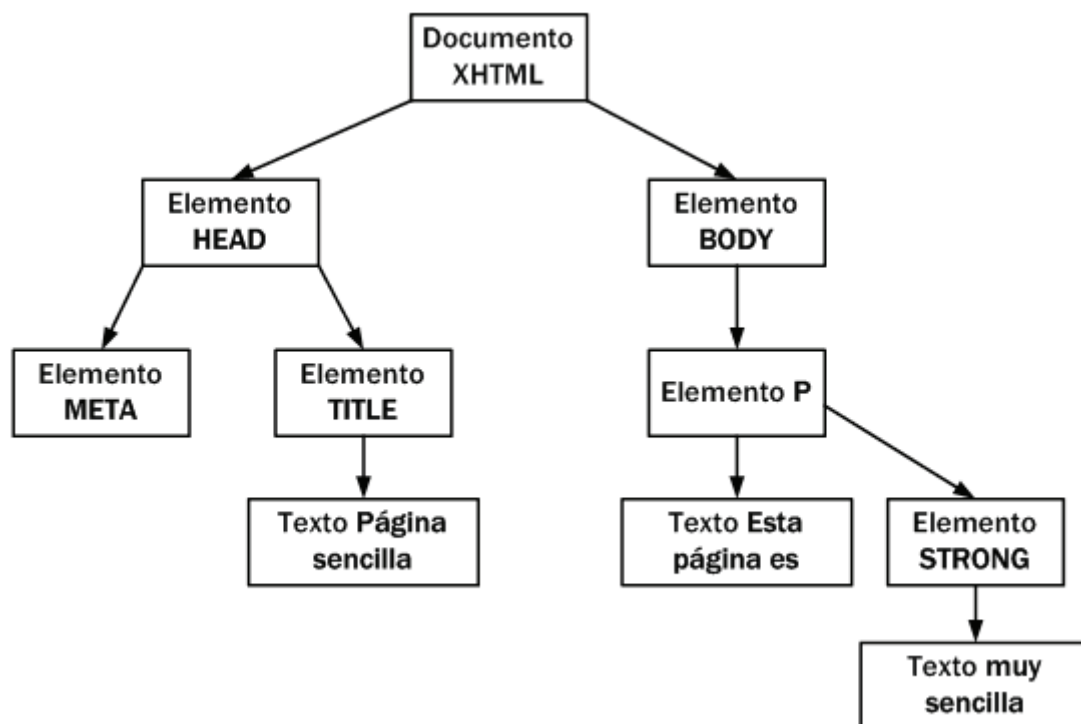 Documento
XHTML
Elemento
HEAD
Elemento
BODY
Elemento
META
Elemento
TITLE
Elemento P
Texto Página
sencilla
Texto Esta
página es
Elemento
STRONG
Texto muy
sencilla